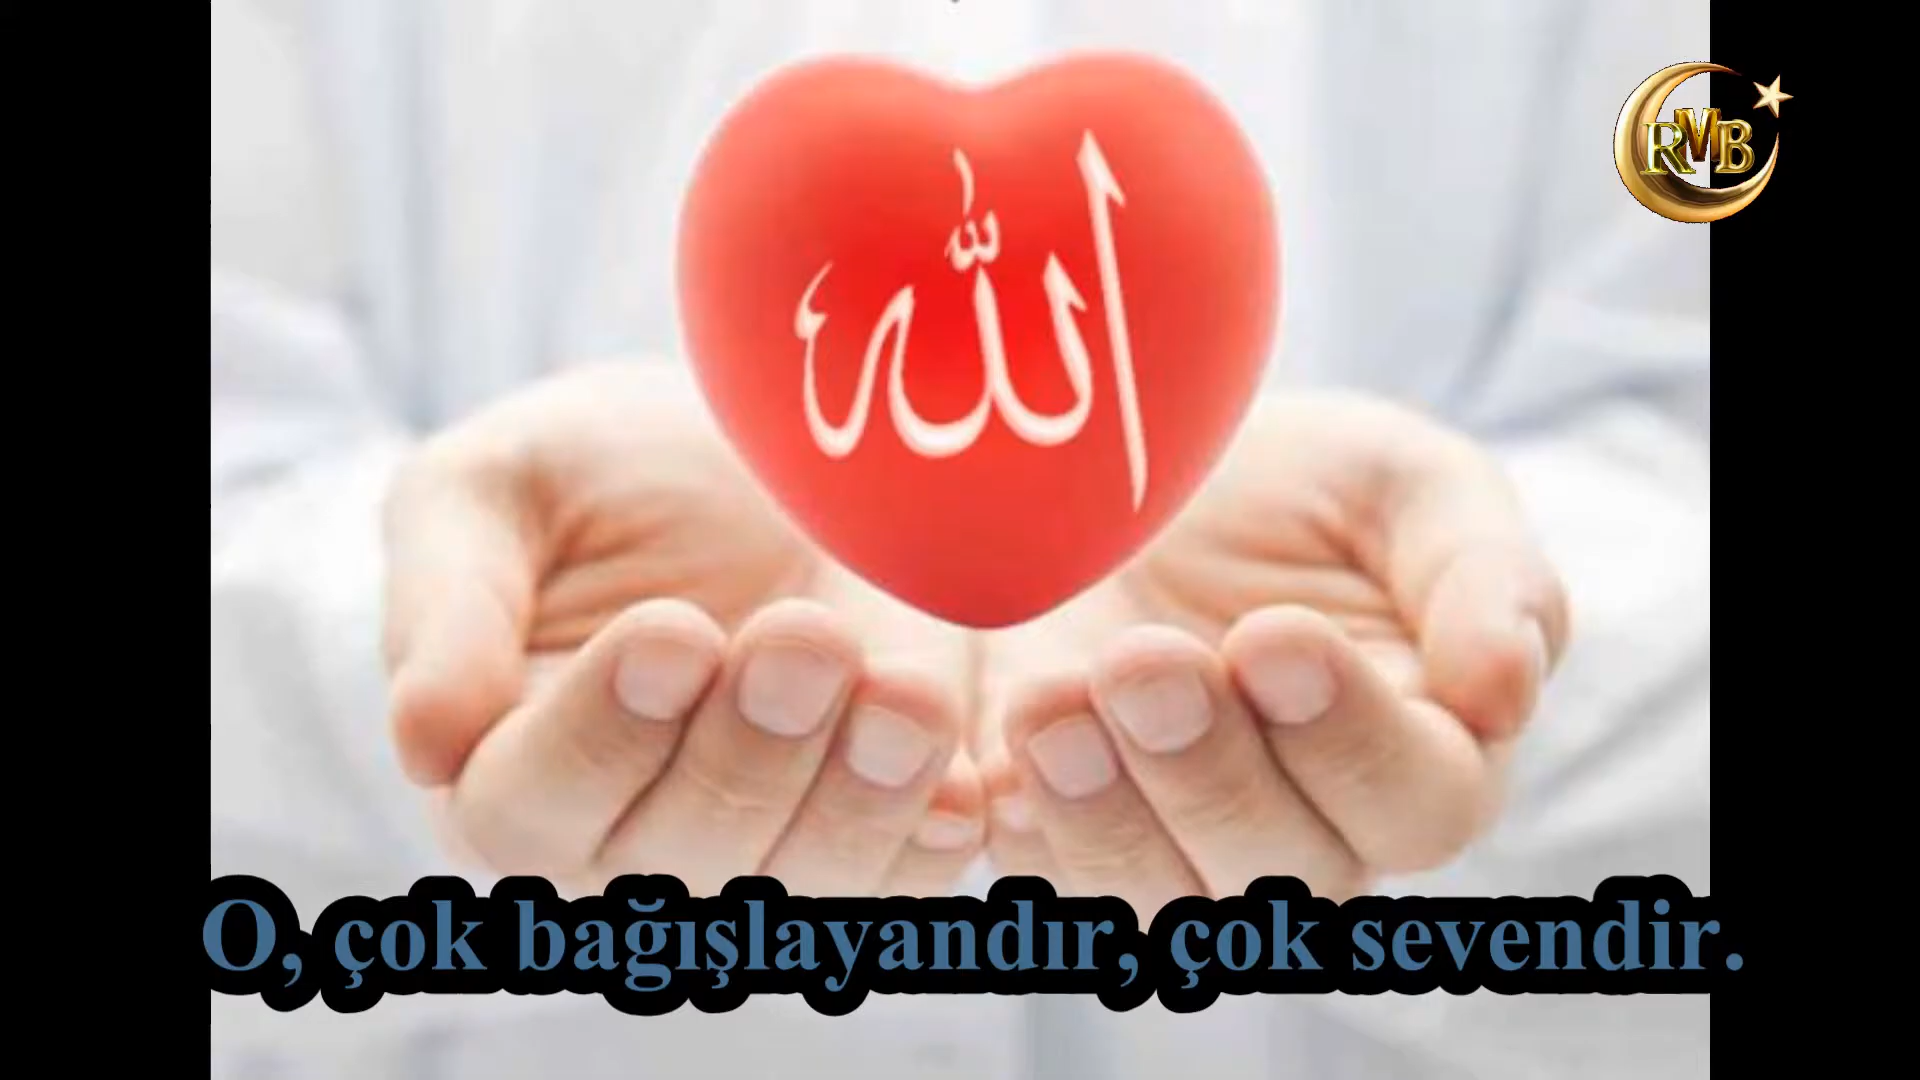 RMB
الله
O, çok bağışlayandır, çok sevendir.